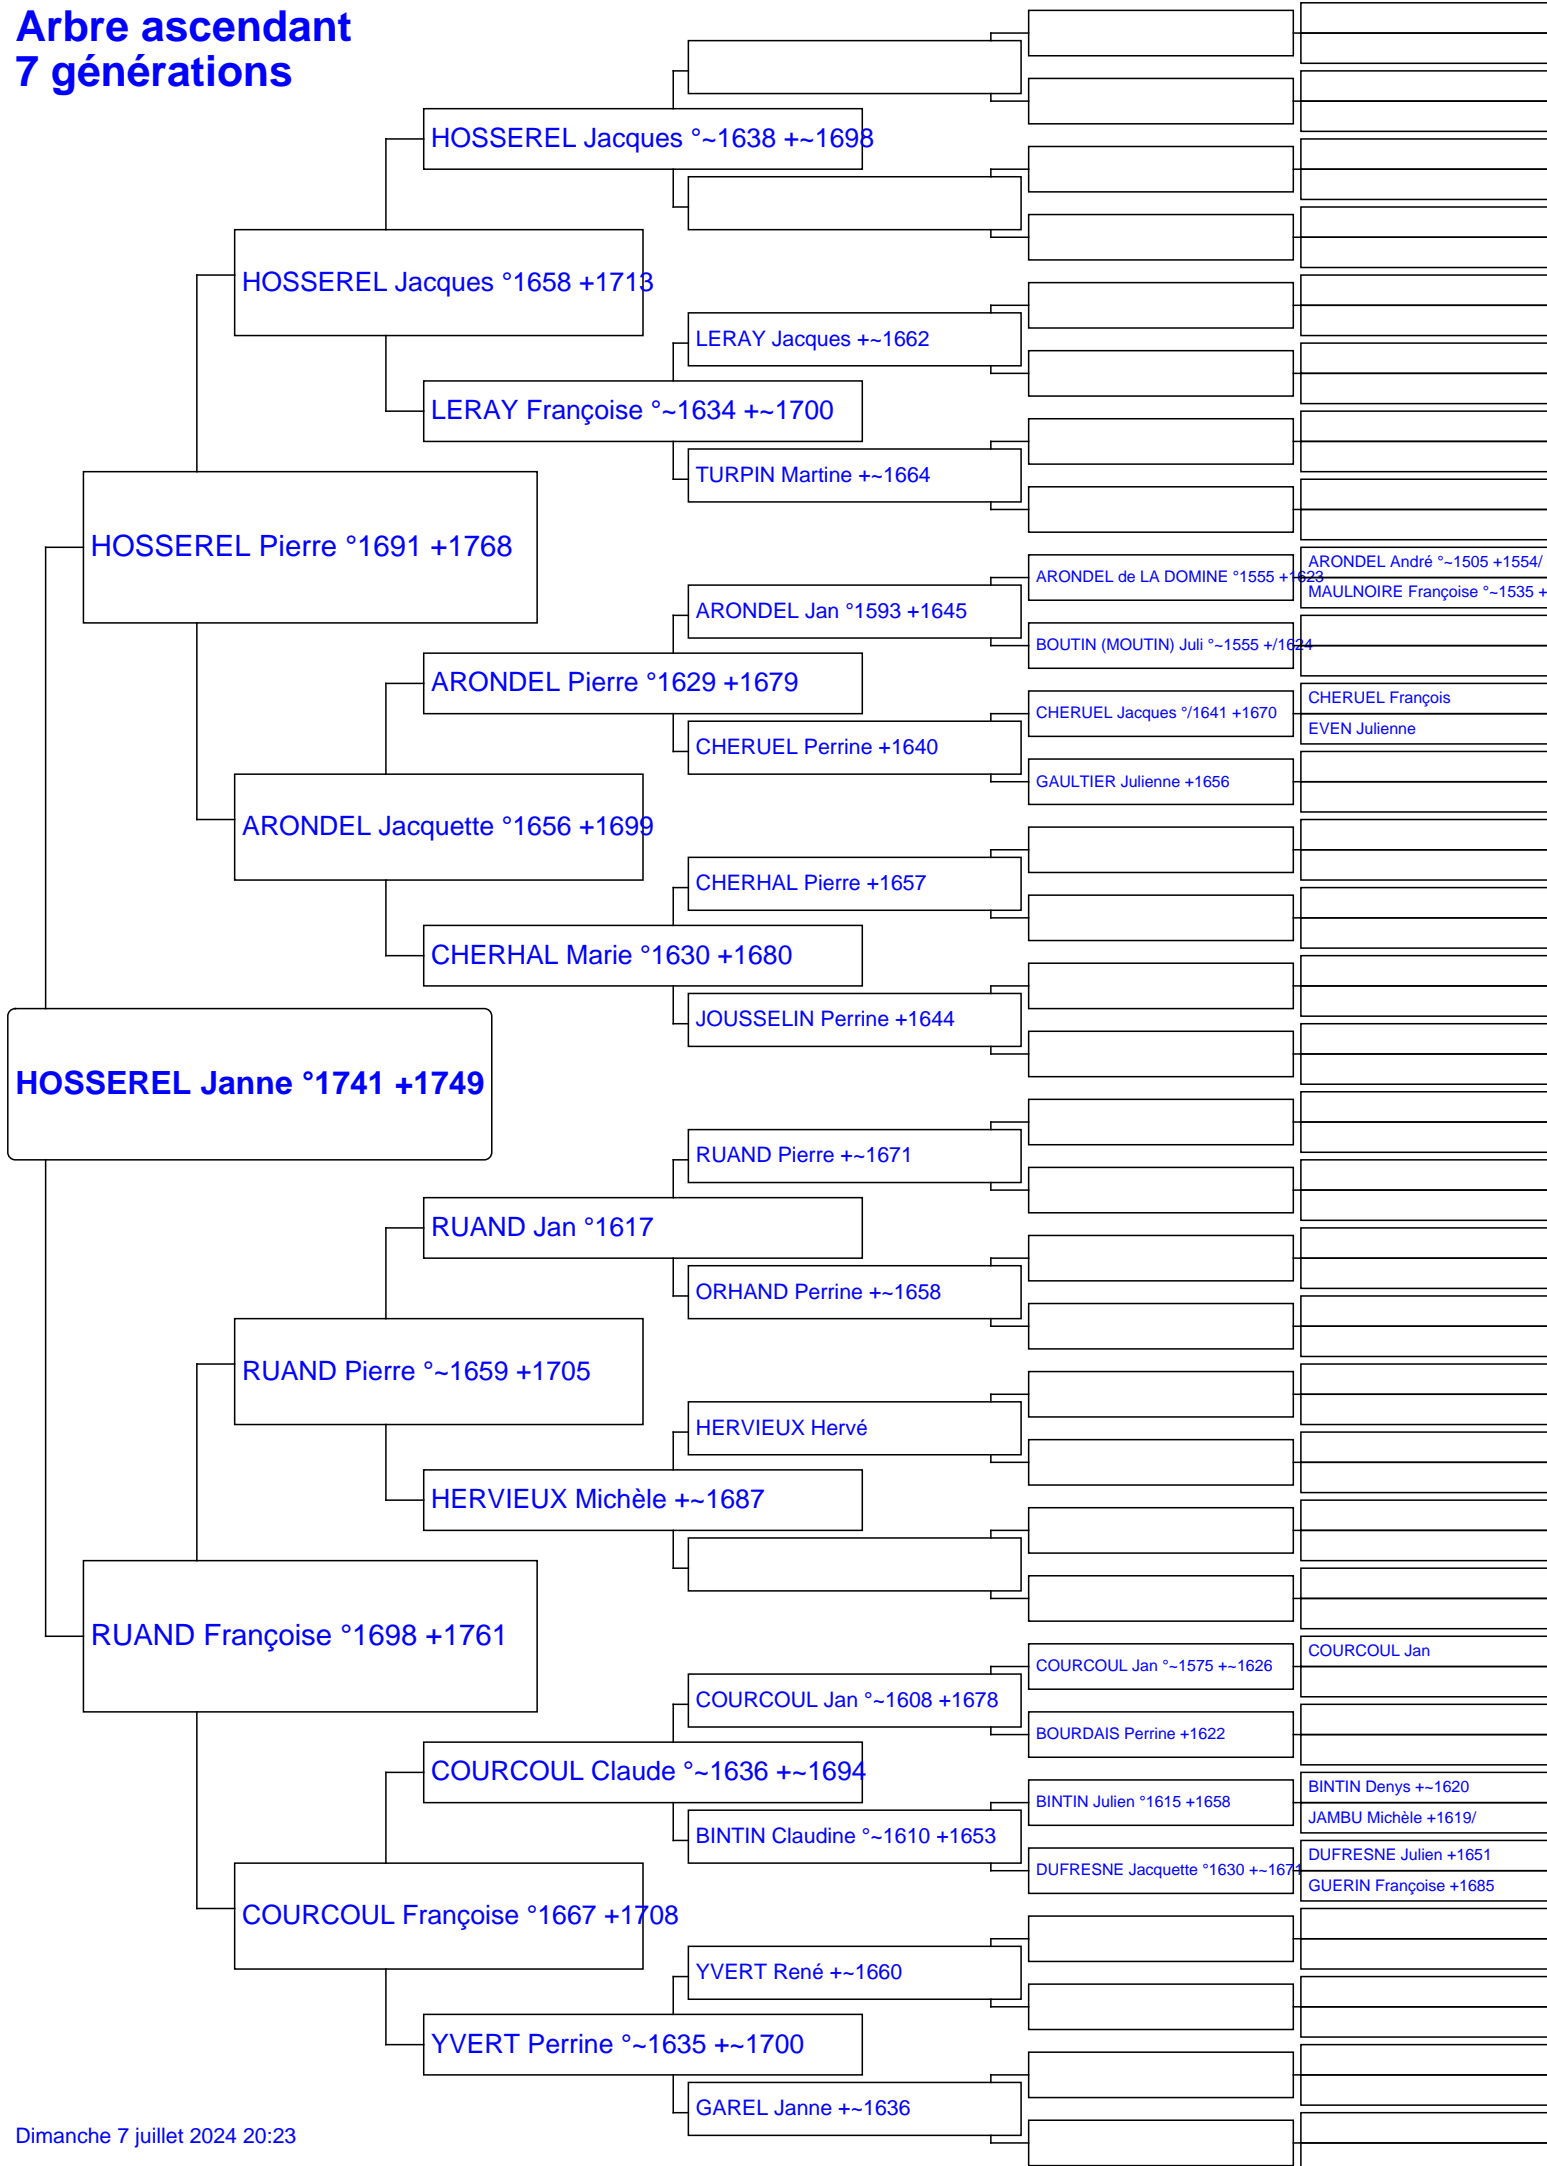 Arbre ascendant
7 générations
HOSSEREL Jacques °~1638 +~1698
HOSSEREL Jacques °1658 +1713
LERAY Jacques +~1662
LERAY Françoise °~1634 +~1700
TURPIN Martine +~1664
HOSSEREL Pierre °1691 +1768
ARONDEL André °~1505 +1554/
ARONDEL de LA DOMINE °1555 +1623
MAULNOIRE Françoise °~1535 +
ARONDEL Jan °1593 +1645
BOUTIN (MOUTIN) Juli °~1555 +/1624
ARONDEL Pierre °1629 +1679
CHERUEL François
CHERUEL Jacques °/1641 +1670
EVEN Julienne
CHERUEL Perrine +1640
GAULTIER Julienne +1656
ARONDEL Jacquette °1656 +1699
CHERHAL Pierre +1657
CHERHAL Marie °1630 +1680
JOUSSELIN Perrine +1644
HOSSEREL Janne °1741 +1749
RUAND Pierre +~1671
RUAND Jan °1617
ORHAND Perrine +~1658
RUAND Pierre °~1659 +1705
HERVIEUX Hervé
HERVIEUX Michèle +~1687
RUAND Françoise °1698 +1761
COURCOUL Jan
COURCOUL Jan °~1575 +~1626
COURCOUL Jan °~1608 +1678
BOURDAIS Perrine +1622
COURCOUL Claude °~1636 +~1694
BINTIN Denys +~1620
BINTIN Julien °1615 +1658
JAMBU Michèle +1619/
BINTIN Claudine °~1610 +1653
DUFRESNE Julien +1651
DUFRESNE Jacquette °1630 +~1671
GUERIN Françoise +1685
COURCOUL Françoise °1667 +1708
YVERT René +~1660
YVERT Perrine °~1635 +~1700
GAREL Janne +~1636
Dimanche 7 juillet 2024 20:23